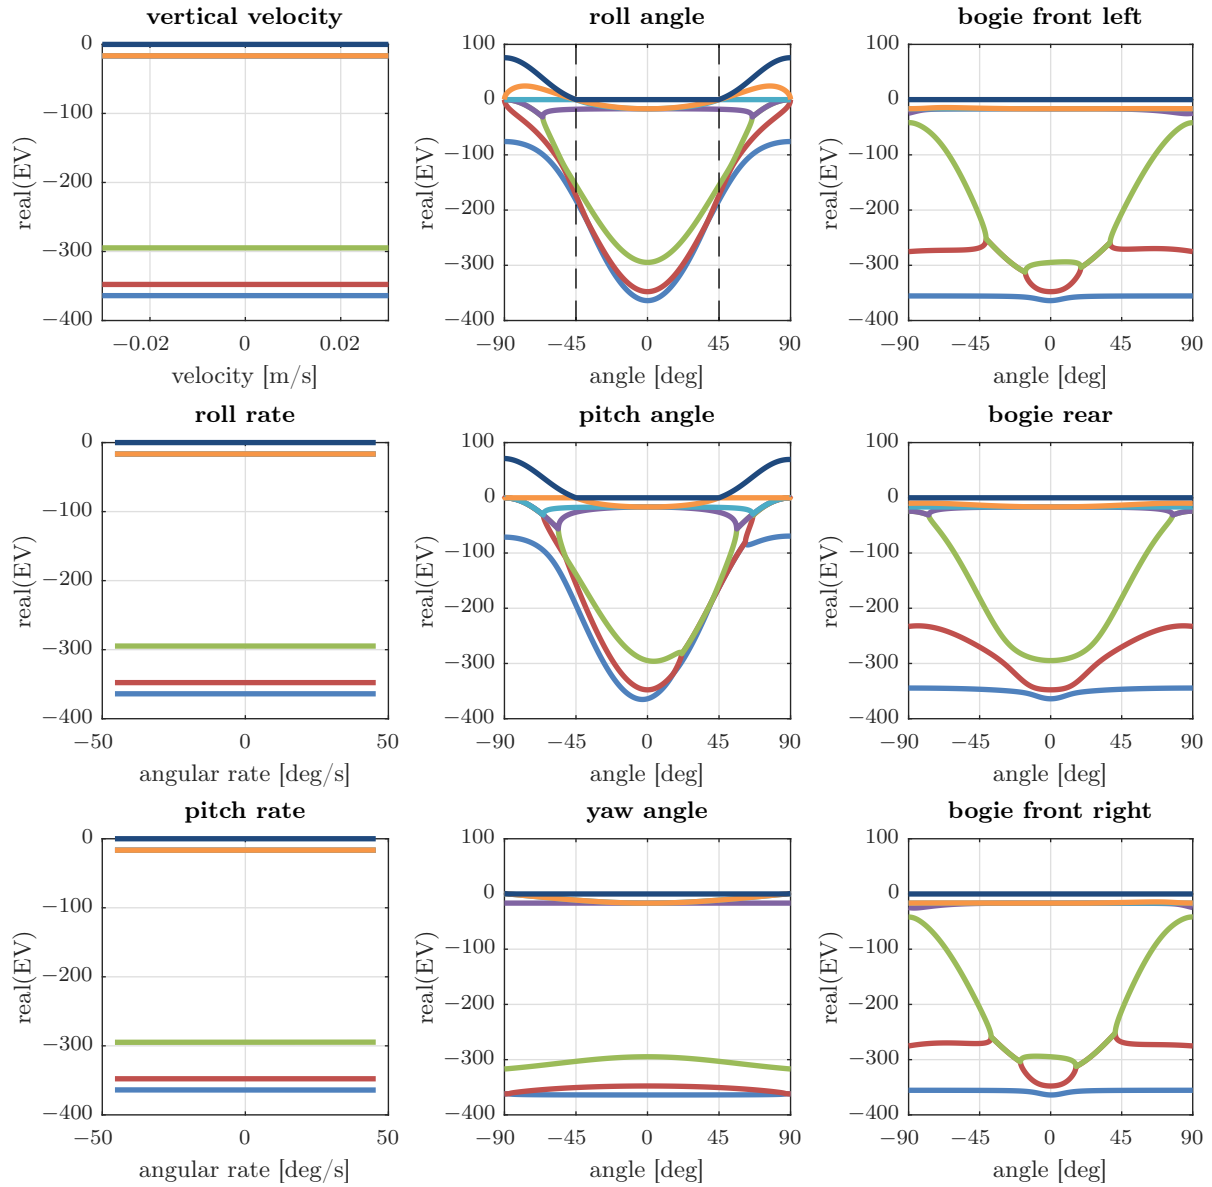 vertical velocity
0
−100
−200
−300
−400
−0.02 0 0.02
real(EV)
velocity [m/s]
roll angle
100
0
−100
−200
−300
−400
−90 −45 0 45 90
real(EV)
angle [deg]
bogie front left
100
0
−100
−200
−300
−400
−90 −45 0 45 90
real(EV)
angle [deg]
roll rate
0
−100
−200
−300
−400
−50 0 50
real(EV)
angular rate [deg/s]
pitch angle
100
0
−100
−200
−300
−400
−90 −45 0 45 90
real(EV)
angle [deg]
bogie rear
100
0
−100
−200
−300
−400
−90 −45 0 45 90
real(EV)
angle [deg]
pitch rate
0
−100
−200
−300
−400
−50 0 50
real(EV)
angular rate [deg/s]
yaw angle
100
0
−100
−200
−300
−400
−90 −45 0 45 90
real(EV)
angle [deg]
bogie front right
100
0
−100
−200
−300
−400
−90 −45 0 45 90
real(EV)
angle [deg]